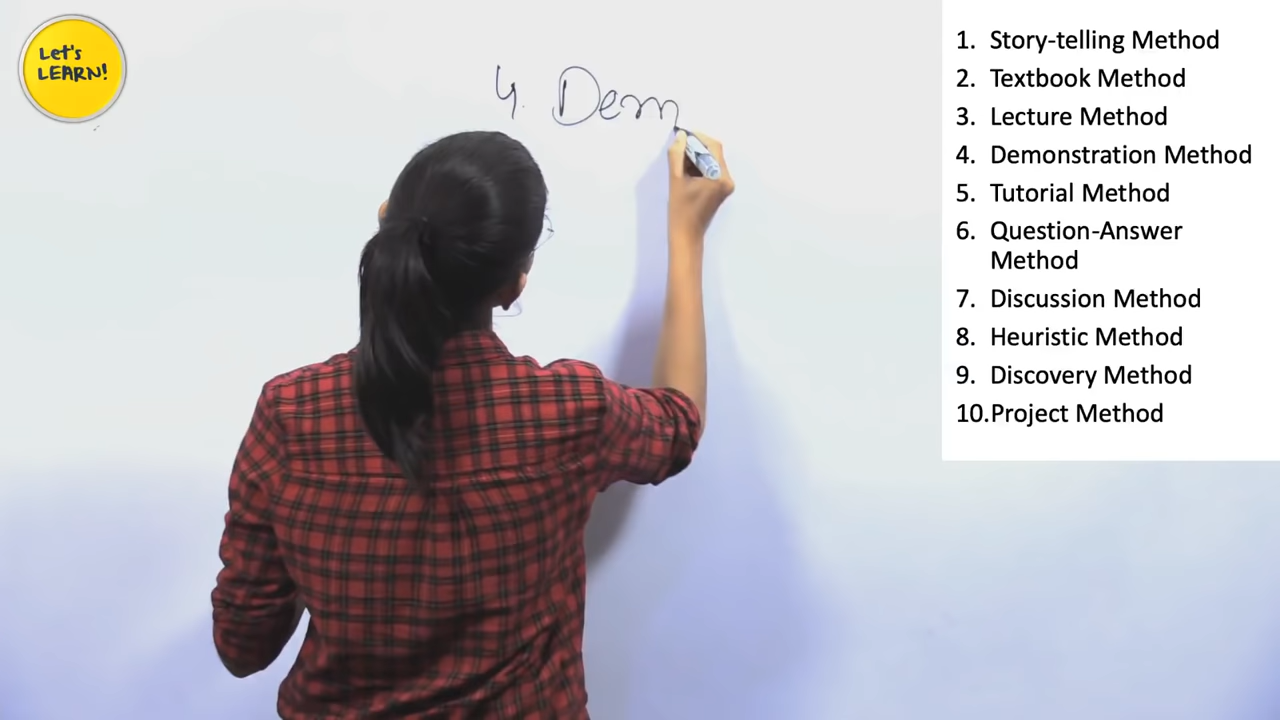 Let's
LEARN!
4. Dem
1. Story-telling Method
2. Textbook Method
3. Lecture Method
4. Demonstration Method
5. Tutorial Method
6. Question-Answer
Method
7. Discussion Method
8. Heuristic Method
9. Discovery Method
10.Project Method